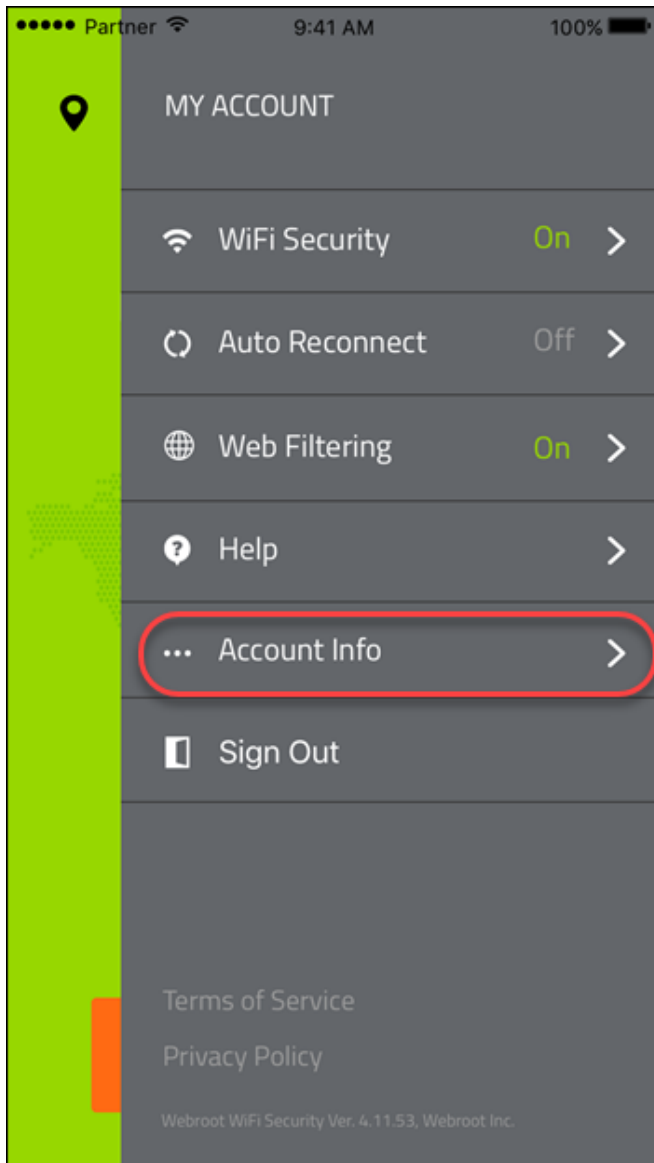 ●●●●● Partner 9:41 AM 100%
MY ACCOUNT
WiFi Security On
Auto Reconnect Off
Web Filtering On
? Help
Account Info
Sign Out
Terms of Service
Privacy Policy
Webroot WiFi Security Ver. 4.11.53, Webroot Inc.